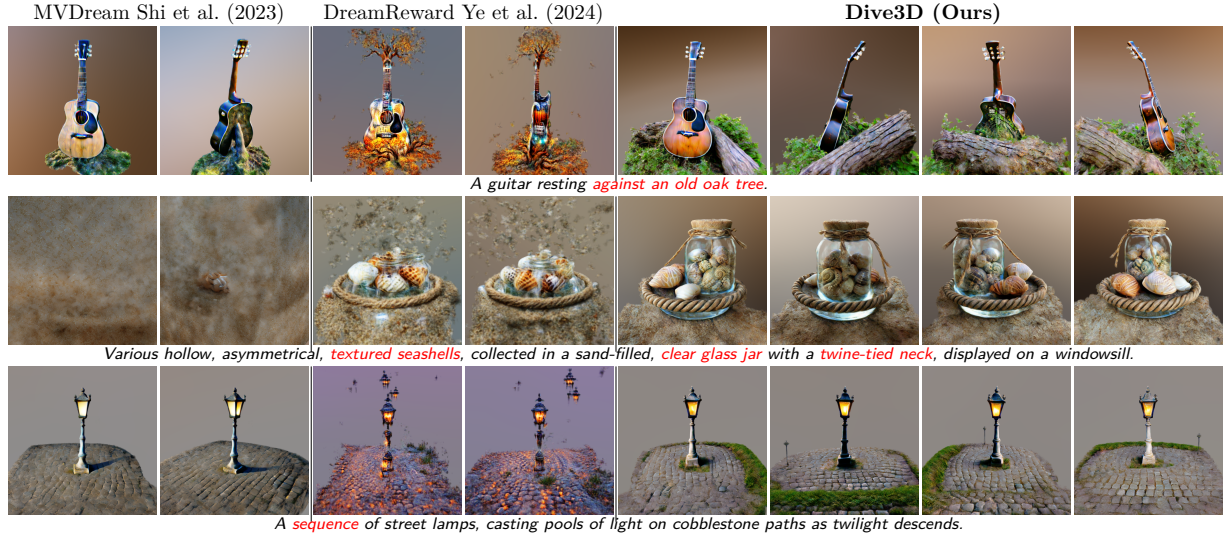 MVDream Shi et al. (2023) DreamReward Ye et al. (2024) Dive3D (Ours)
A guitar resting against an old oak tree.
Various hollow, asymmetrical, textured seashells, collected in a sand-filled, clear glass jar with a twine-tied neck, displayed on a windowsill.
A sequence of street lamps, casting pools of light on cobblestone paths as twilight descends.